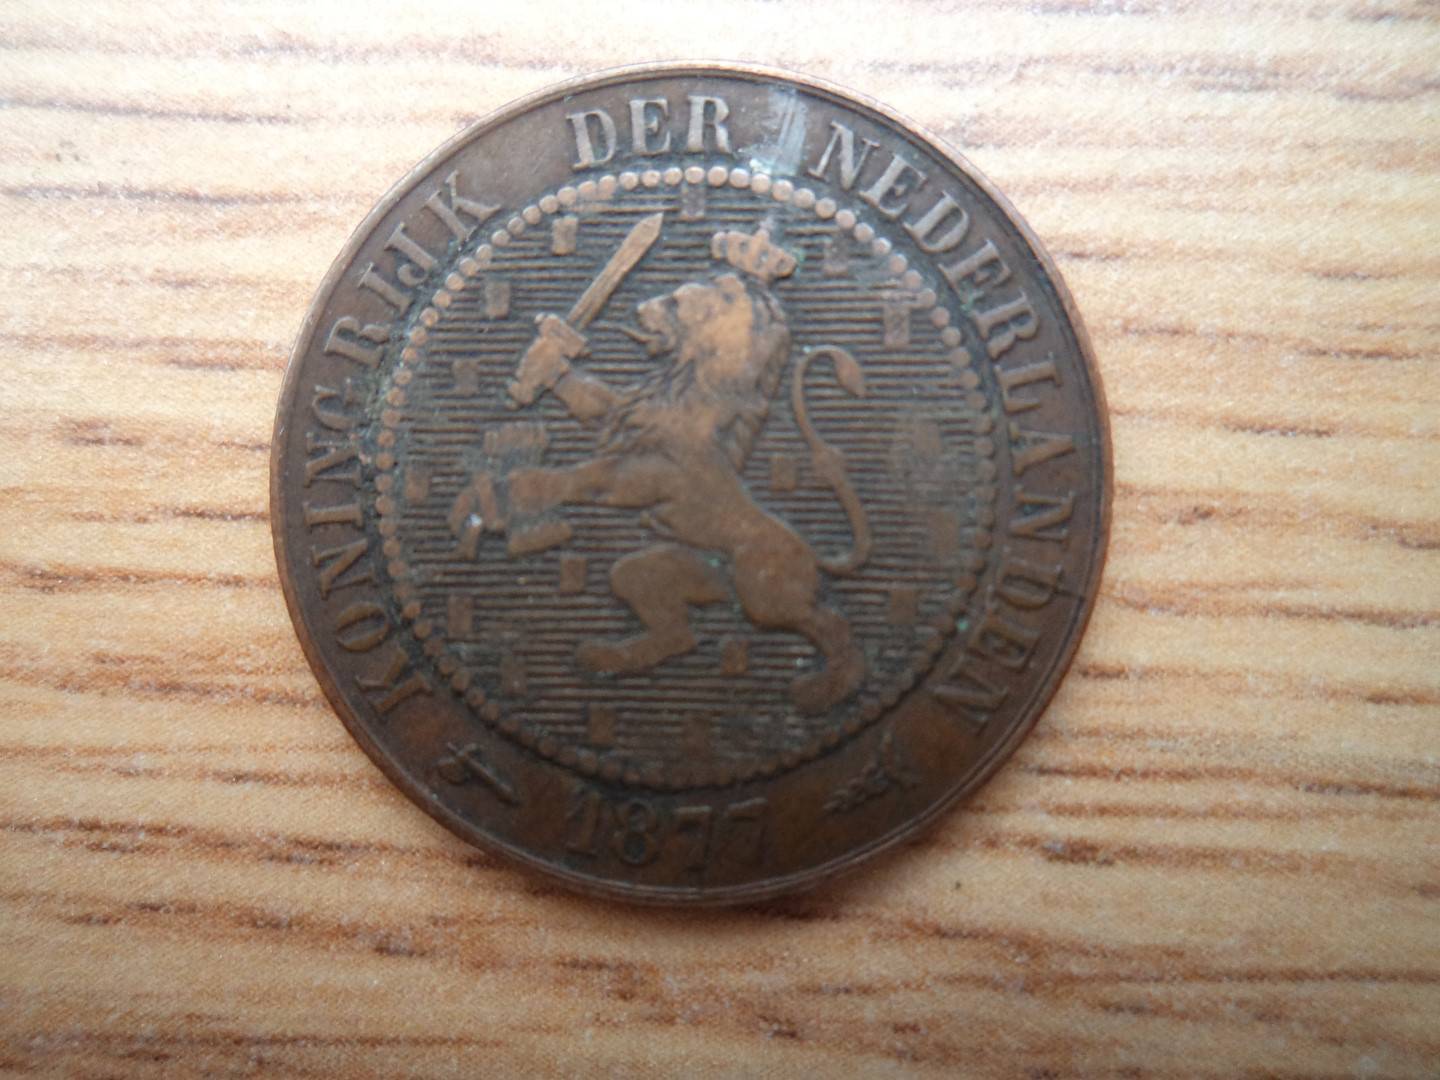 KONINGRIJK DER NEDERLANDEN
1877